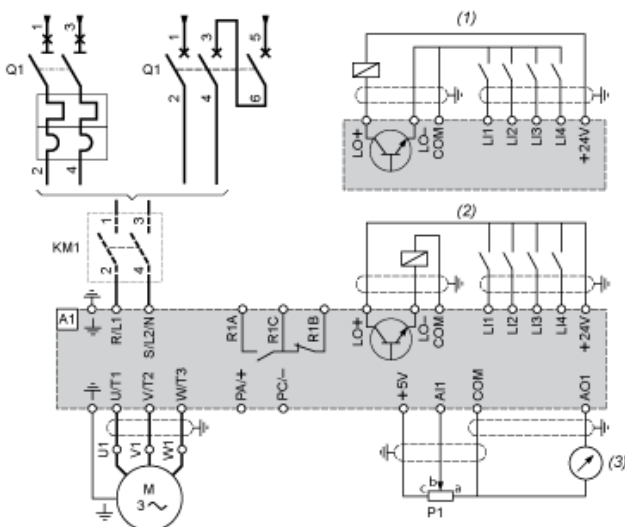 1 3 1 3 5 (1)
Q1 Q1
2 4 6
LO+ LO− COM LI1 LI2 LI3 LI4 +24V
2 4
1 3
KM1
2 4
(2)
A1 R/L1 S/L2/N R1A R1C R1B LO+ LO− COM LI1 LI2 LI3 LI4 +24V
U/T1 V/T2 W/T3 PA/+ PC/− +5V AI1 COM AO1
U1 V1 W1
(3)
M
3
c b a
P1